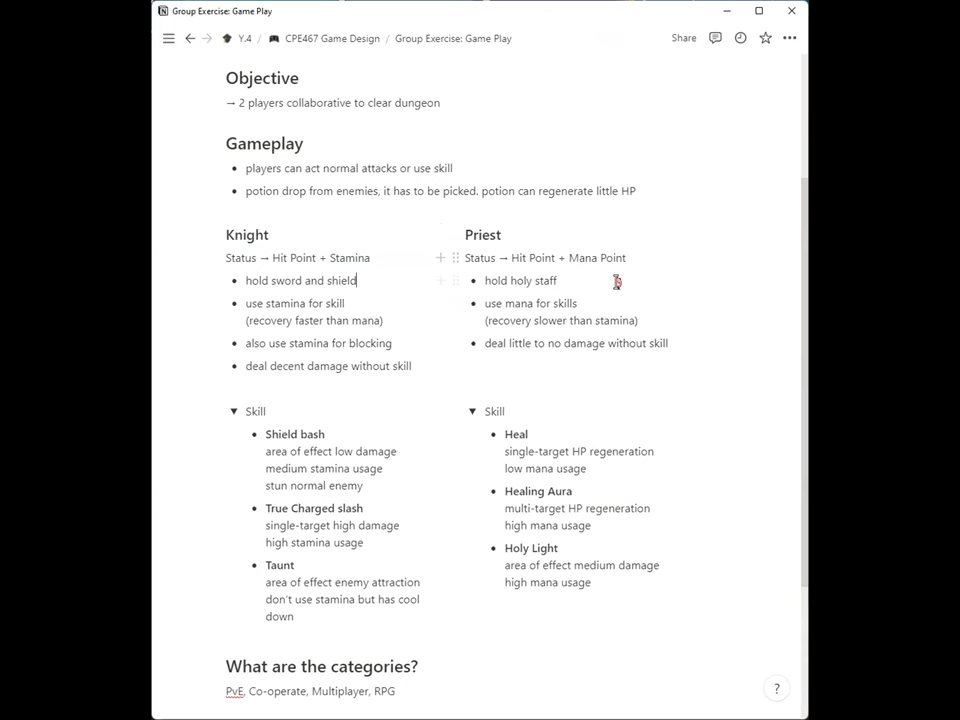 Group Exercise: Game Play
Y.4 / CPE467 Game Design / Group Exercise: Game Play
Share
Objective
→ 2 players collaborative to clear dungeon
Gameplay
• players can act normal attacks or use skill
• potion drop from enemies, it has to be picked. potion can regenerate little HP
Knight
Status → Hit Point + Stamina
• hold sword and shield
• use stamina for skill
(recovery faster than mana)
• also use stamina for blocking
• deal decent damage without skill
Skill
• Shield bash
area of effect low damage
medium stamina usage
stun normal enemy
• True Charged slash
single-target high damage
high stamina usage
• Taunt
area of effect enemy attraction
don't use stamina but has cool
down
Priest
Status → Hit Point + Mana Point
• hold holy staff
• use mana for skills
(recovery slower than stamina)
• deal little to no damage without skill
Skill
• Heal
single-target HP regeneration
low mana usage
• Healing Aura
multi-target HP regeneration
high mana usage
• Holy Light
area of effect medium damage
high mana usage
What are the categories?
PvE, Co-operate, Multiplayer, RPG
?